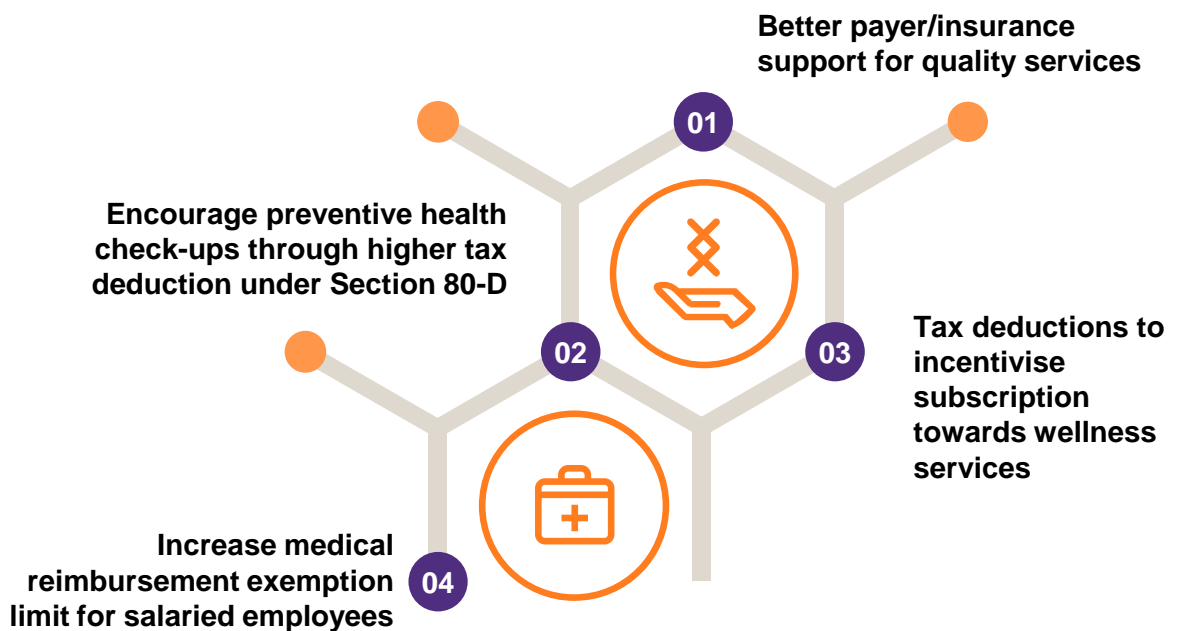 Better payer/insurance
support for quality services
01
Encourage preventive health
check-ups through higher tax
deduction under Section 80-D
02
03
Tax deductions to
incentivise
subscription
towards wellness
services
Increase medical
reimbursement exemption
limit for salaried employees
04